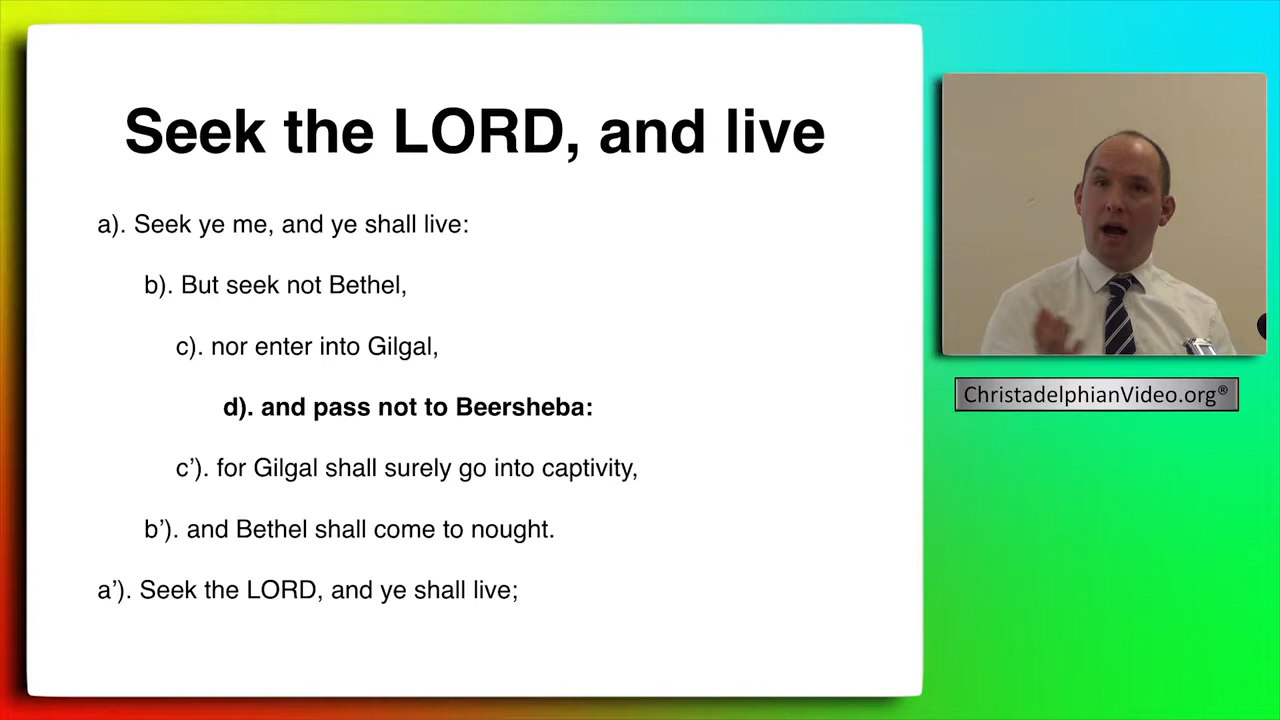 Seek the LORD, and live
a). Seek ye me, and ye shall live:
b). But seek not Bethel,
c). nor enter into Gilgal,
d). and pass not to Beersheba:
c’). for Gilgal shall surely go into captivity,
b’). and Bethel shall come to nought.
a’). Seek the LORD, and ye shall live;
ChristadelphianVideo.org®